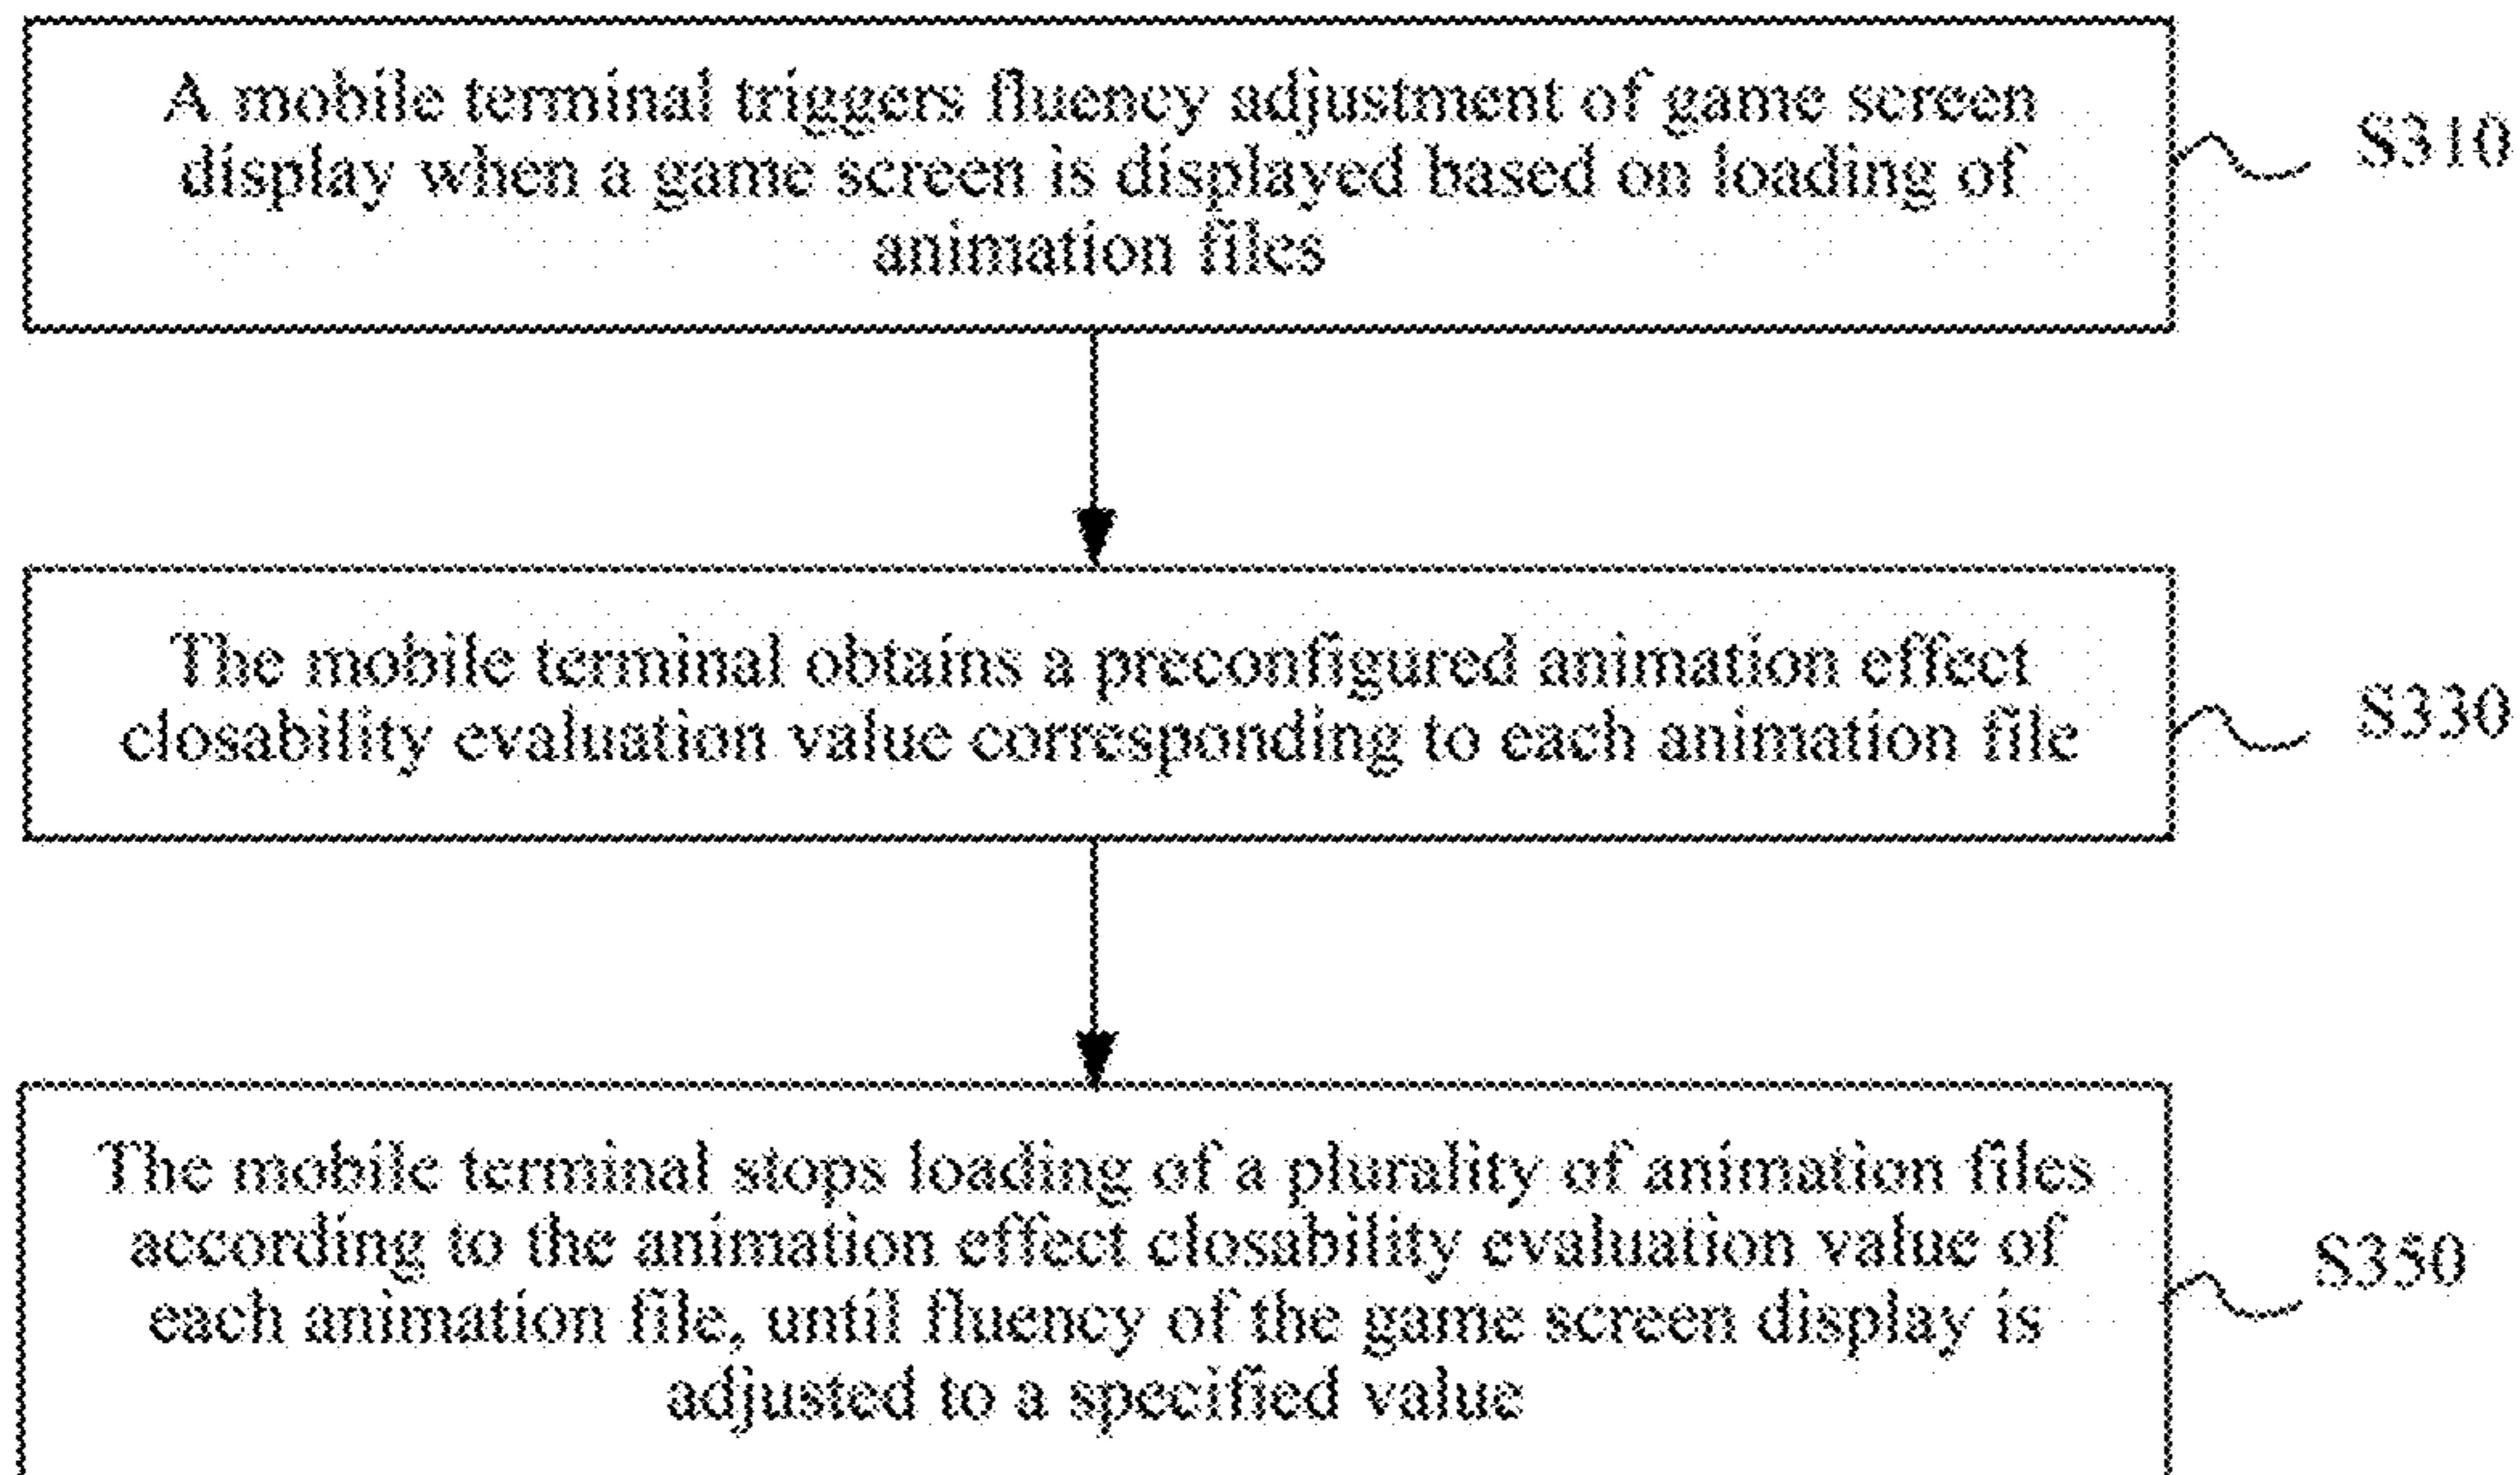 A mobile terminal triggers fluency adjustment of game screen
display when a game screen is displayed based on loading of
animation files
S310
The mobile terminal obtains a preconfigured animation effect
closability evaluation value corresponding to each animation file
S330
The mobile terminal stops loading of a plurality of animation files
according to the animation effect closability evaluation value of
each animation file, until fluency of the game screen display is
adjusted to a specified value
S350